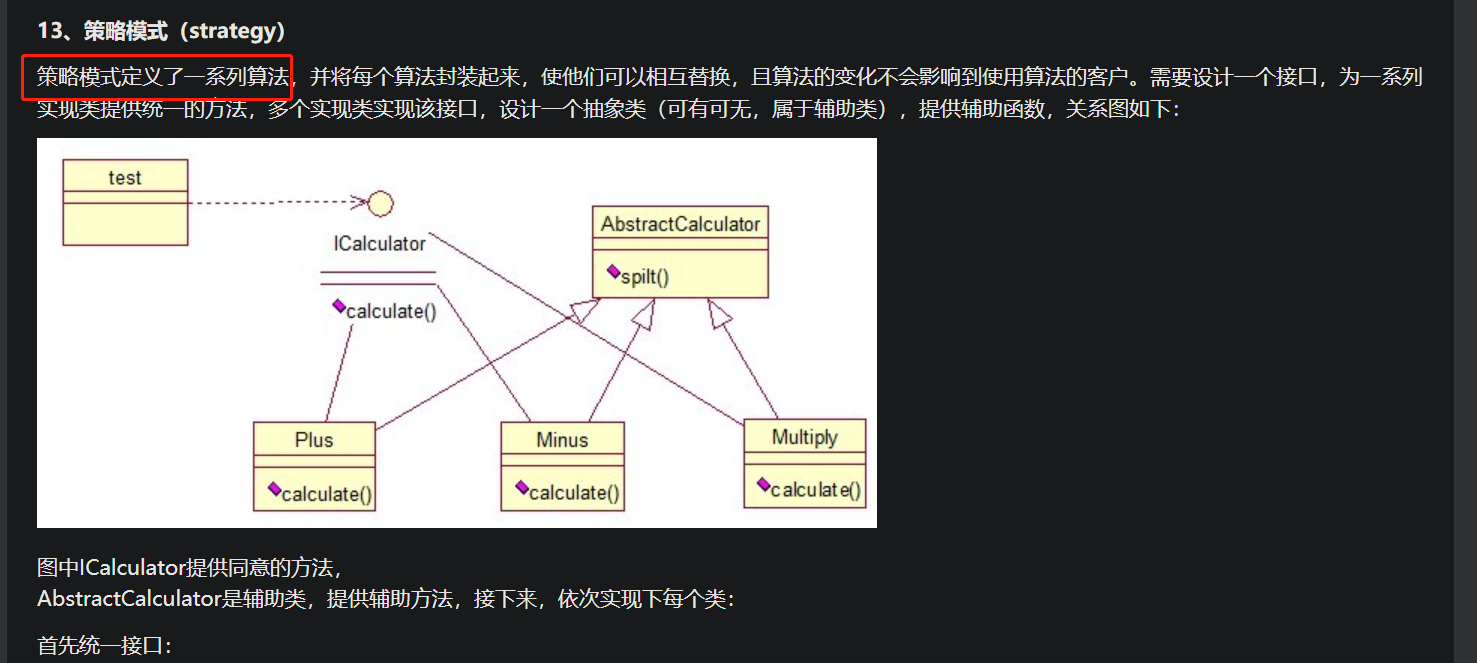 13、策略模式（strategy）
策略模式定义了一系列算法，并将每个算法封装起来，使他们可以相互替换，且算法的变化不会影响到使用算法的客户。需要设计一个接口，为一系列
实现类提供统一的方法，多个实现类实现该接口，设计一个抽象类（可有可无，属于辅助类），提供辅助函数，关系图如下：
test
ICalculator
calculate()
AbstractCalculator
spilt()
Plus
calculate()
Minus
calculate()
Multiply
calculate()
图中ICalculator提供同意的方法，
AbstractCalculator是辅助类，提供辅助方法，接下来，依次实现下每个类：
首先统一接口：